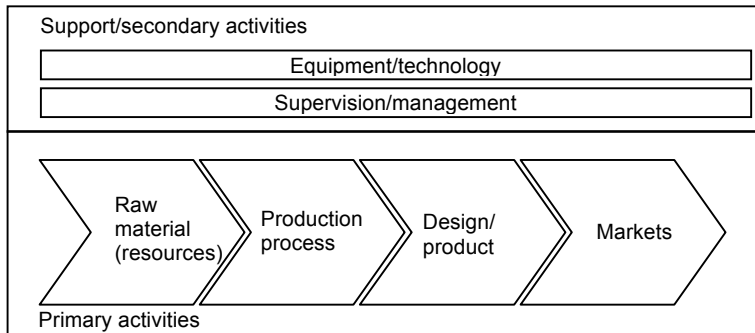 Support/secondary activities
Equipment/technology
Supervision/management
Raw
material
(resources)
Production
process
Design/
product
Markets
Primary activities